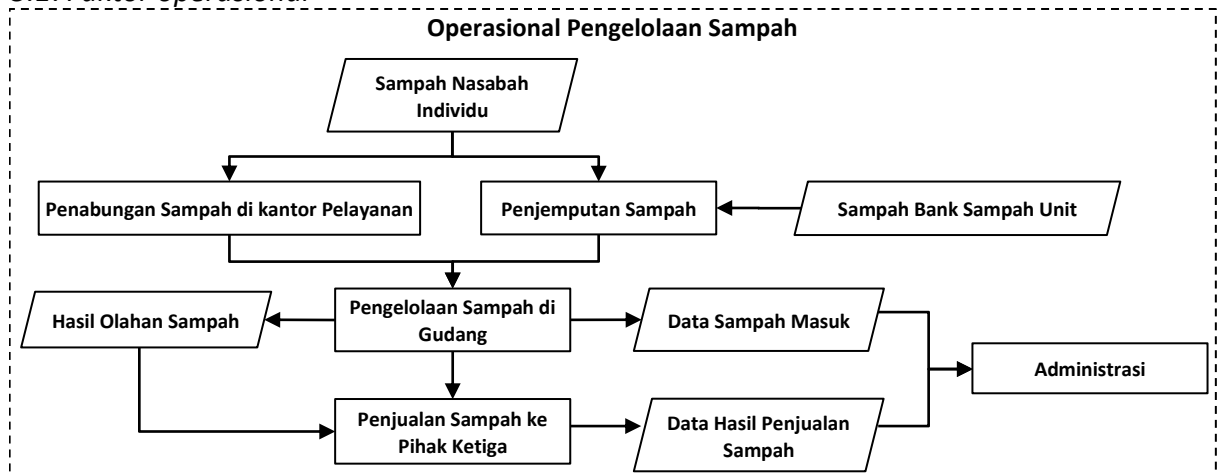 Operasional Pengelolaan Sampah
Sampah Nasabah
Individu
Penabungan Sampah di kantor Pelayanan
Penjemputan Sampah
Sampah Bank Sampah Unit
Hasil Olahan Sampah
Pengelolaan Sampah di
Gudang
Data Sampah Masuk
Administrasi
Penjualan Sampah ke
Pihak Ketiga
Data Hasil Penjualan
Sampah